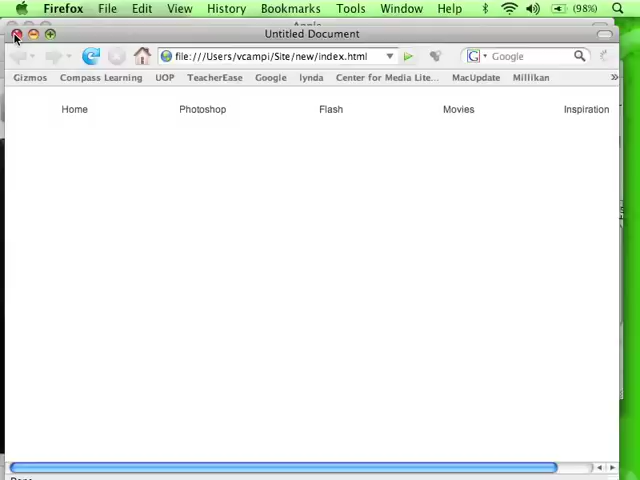 Firefox File Edit View History Bookmarks Tools Window Help (98%)
Untitled Document
file:///Users/vcampi/Site/new/index.html Google
Gizmos Compass Learning UOP TeacherEase Google lynda Center for Media Lite... MacUpdate Millikan »
Home Photoshop Flash Movies Inspiration